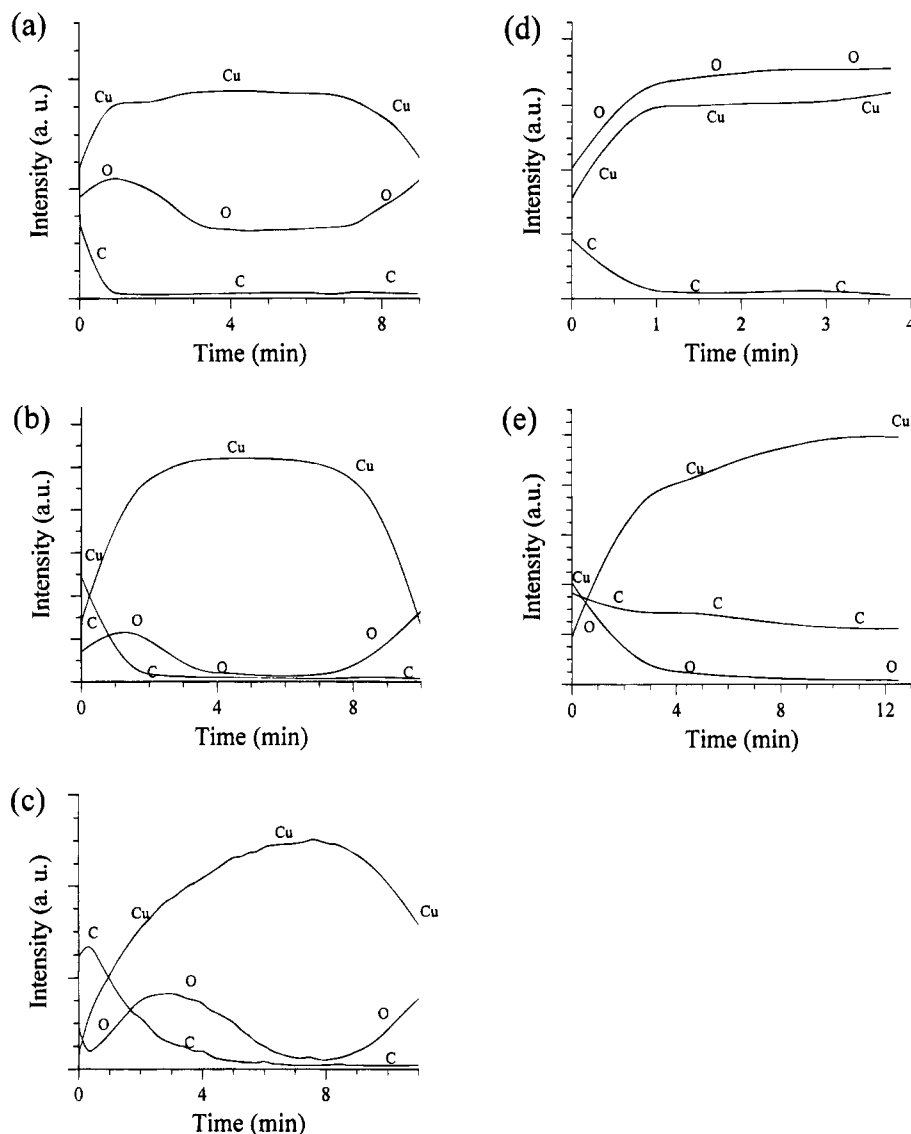 (a)
Intensity (a. u.)
Cu
Cu
Cu
O
O
O
C
C
C
0
4
8
Time (min)
(b)
Intensity (a.u.)
Cu
Cu
Cu
C
O
C
O
O
C
0
4
8
Time (min)
(c)
Intensity (a. u.)
Cu
Cu
Cu
C
O
O
O
C
C
0
4
8
Time (min)
(d)
Intensity (a.u.)
O
O
O
Cu
Cu
Cu
C
C
C
0
1
2
3
4
Time (min)
(e)
Intensity (a.u.)
Cu
Cu
Cu
C
C
C
O
O
O
0
4
8
12
Time (min)